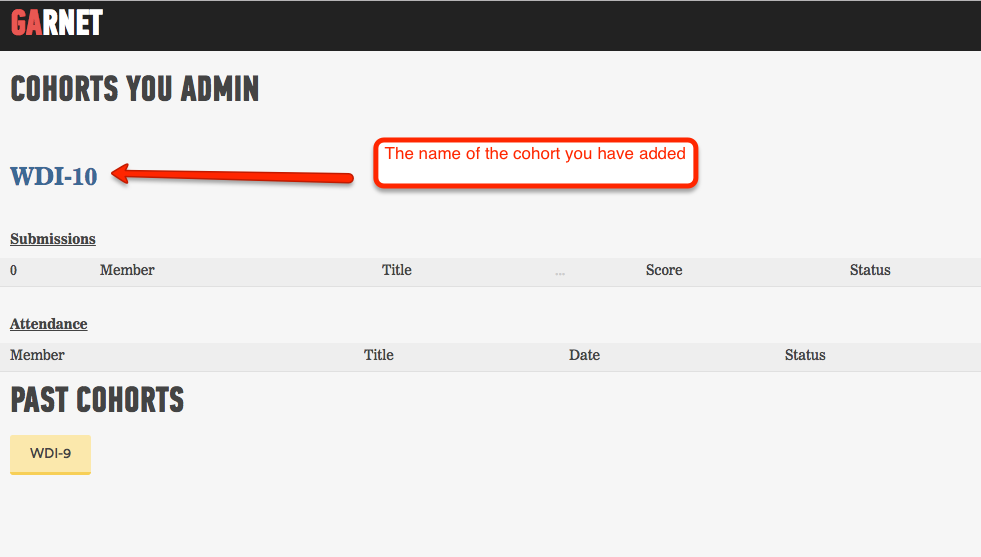 GARNET
COHORTS YOU ADMIN
The name of the cohort you have added
WDI-10
Submissions
0 Member Title ... Score Status
Attendance
Member Title Date Status
PAST COHORTS
WDI-9